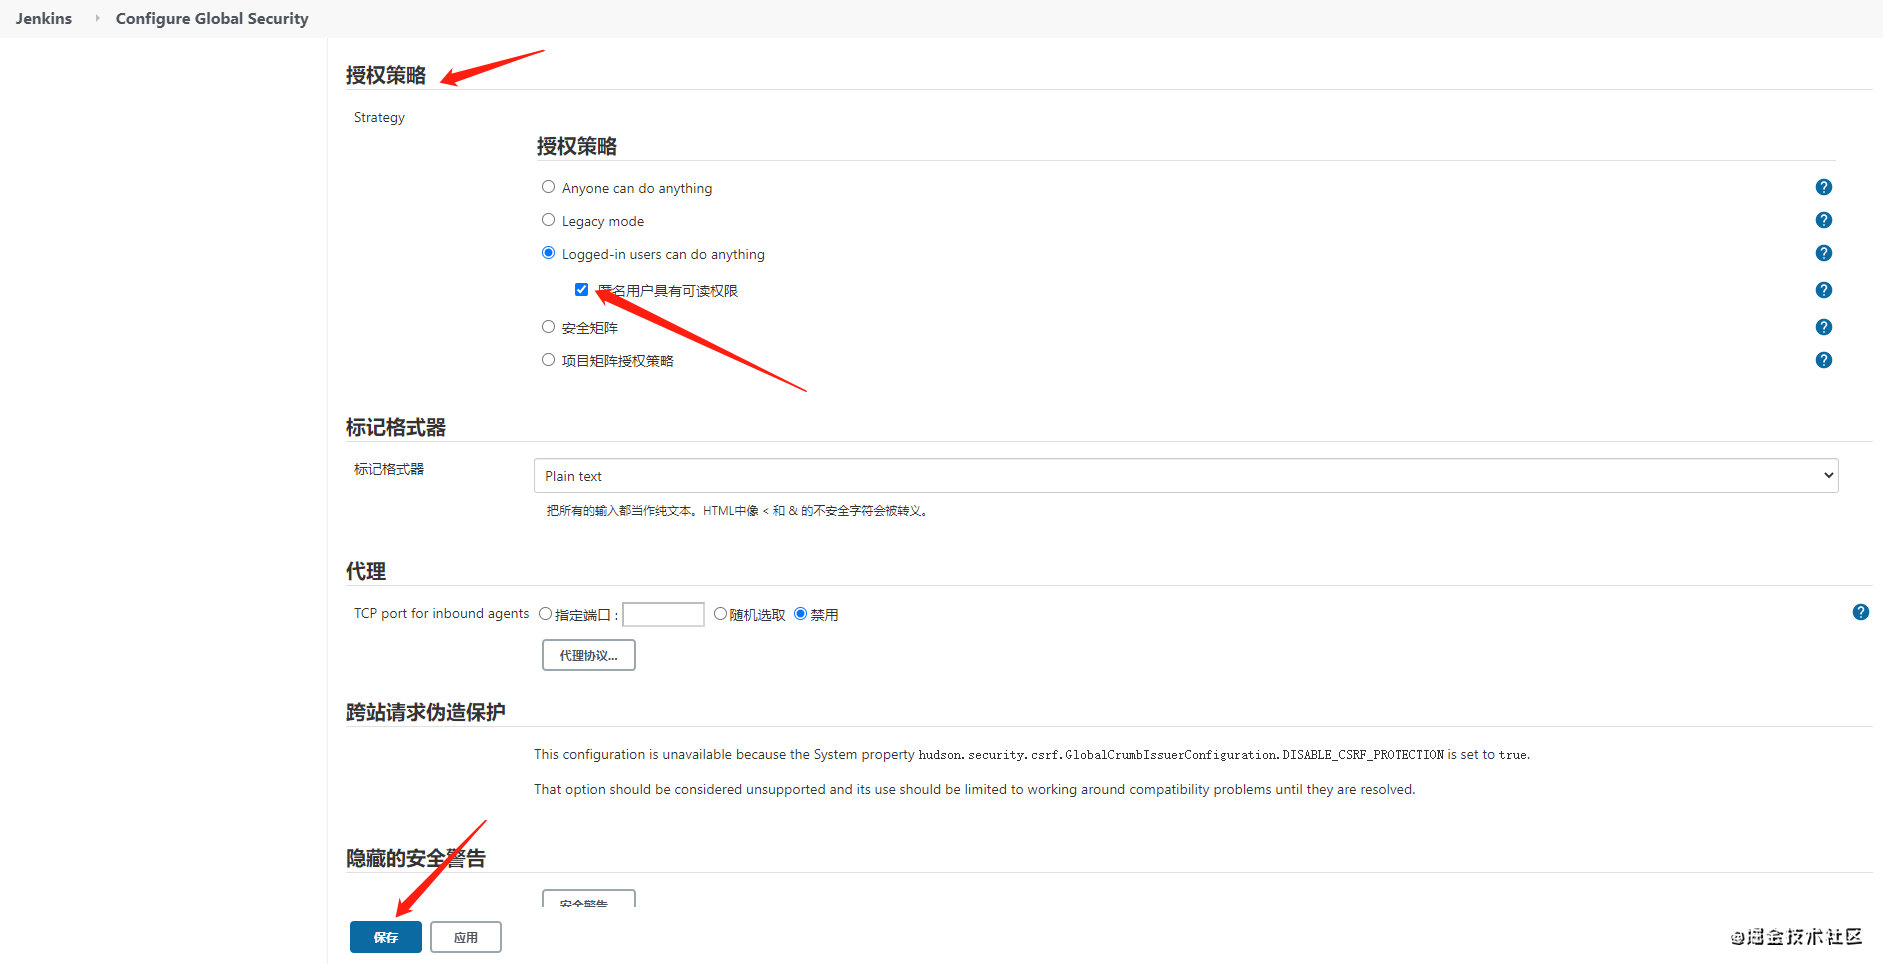 Jenkins Configure Global Security
授权策略
Strategy
授权策略
Anyone can do anything
Legacy mode
Logged-in users can do anything
匿名用户具有可读权限
安全矩阵
项目矩阵授权策略
标记格式器
标记格式器
Plain text
把所有的输入都当作纯文本。HTML中像 < 和 & 的不安全字符会被转义。
代理
TCP port for inbound agents 指定端口 : 随机选取 禁用
代理协议...
跨站请求伪造保护
This configuration is unavailable because the System property hudson.security.csrf.GlobalCrumbIssuerConfiguration.DISABLE_CSRF_PROTECTION is set to true.
That option should be considered unsupported and its use should be limited to working around compatibility problems until they are resolved.
隐藏的安全警告
安全警告
保存 应用
@掘金技术社区